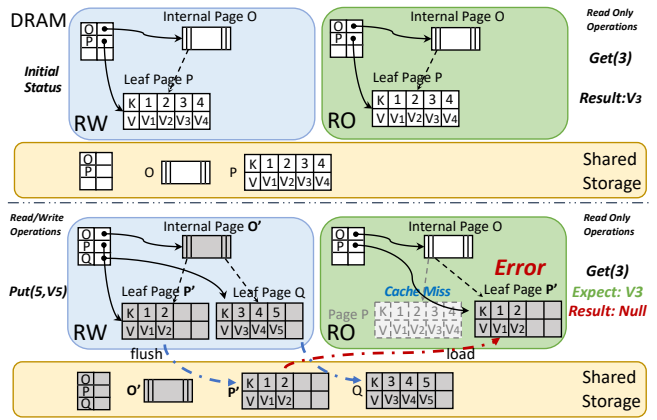 DRAM
Internal Page O
Internal Page O
Read Only
Operations
O
P
O
P
Get(3)
Initial
Status
Leaf Page P
Leaf Page P
Result:V3
K 1 2 3 4
V V1 V2 V3 V4
K 1 2 3 4
V V1 V2 V3 V4
RW
RO
O
P
O
P
K 1 2 3 4
V V1 V2 V3 V4
Shared
Storage
Read/Write
Operations
Internal Page O'
Internal Page O
Read Only
Operations
O
P
Q
O
P
Put(5,V5)
Leaf Page P'
Leaf Page Q
Cache Miss
Error
Leaf Page P'
Get(3)
Expect: V3
Result: Null
K 1 2
V V1 V2
K 3 4 5
V V3 V4 V5
Page P
K 1 2 3 4
V V1 V2 V3 V4
K 1 2
V V1 V2
RW
RO
flush
load
O
P
Q
O'
P'
K 1 2
V V1 V2
Q
K 3 4 5
V V3 V4 V5
Shared
Storage